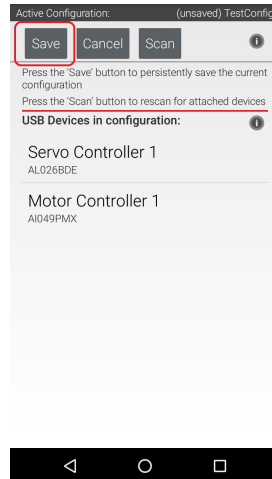 Active Configuration: (unsaved) TestConfig
Save Cancel Scan
Press the 'Save' button to persistently save the current
configuration
Press the 'Scan' button to rescan for attached devices
USB Devices in configuration:
Servo Controller 1
AL026BDE
Motor Controller 1
AI049PMX